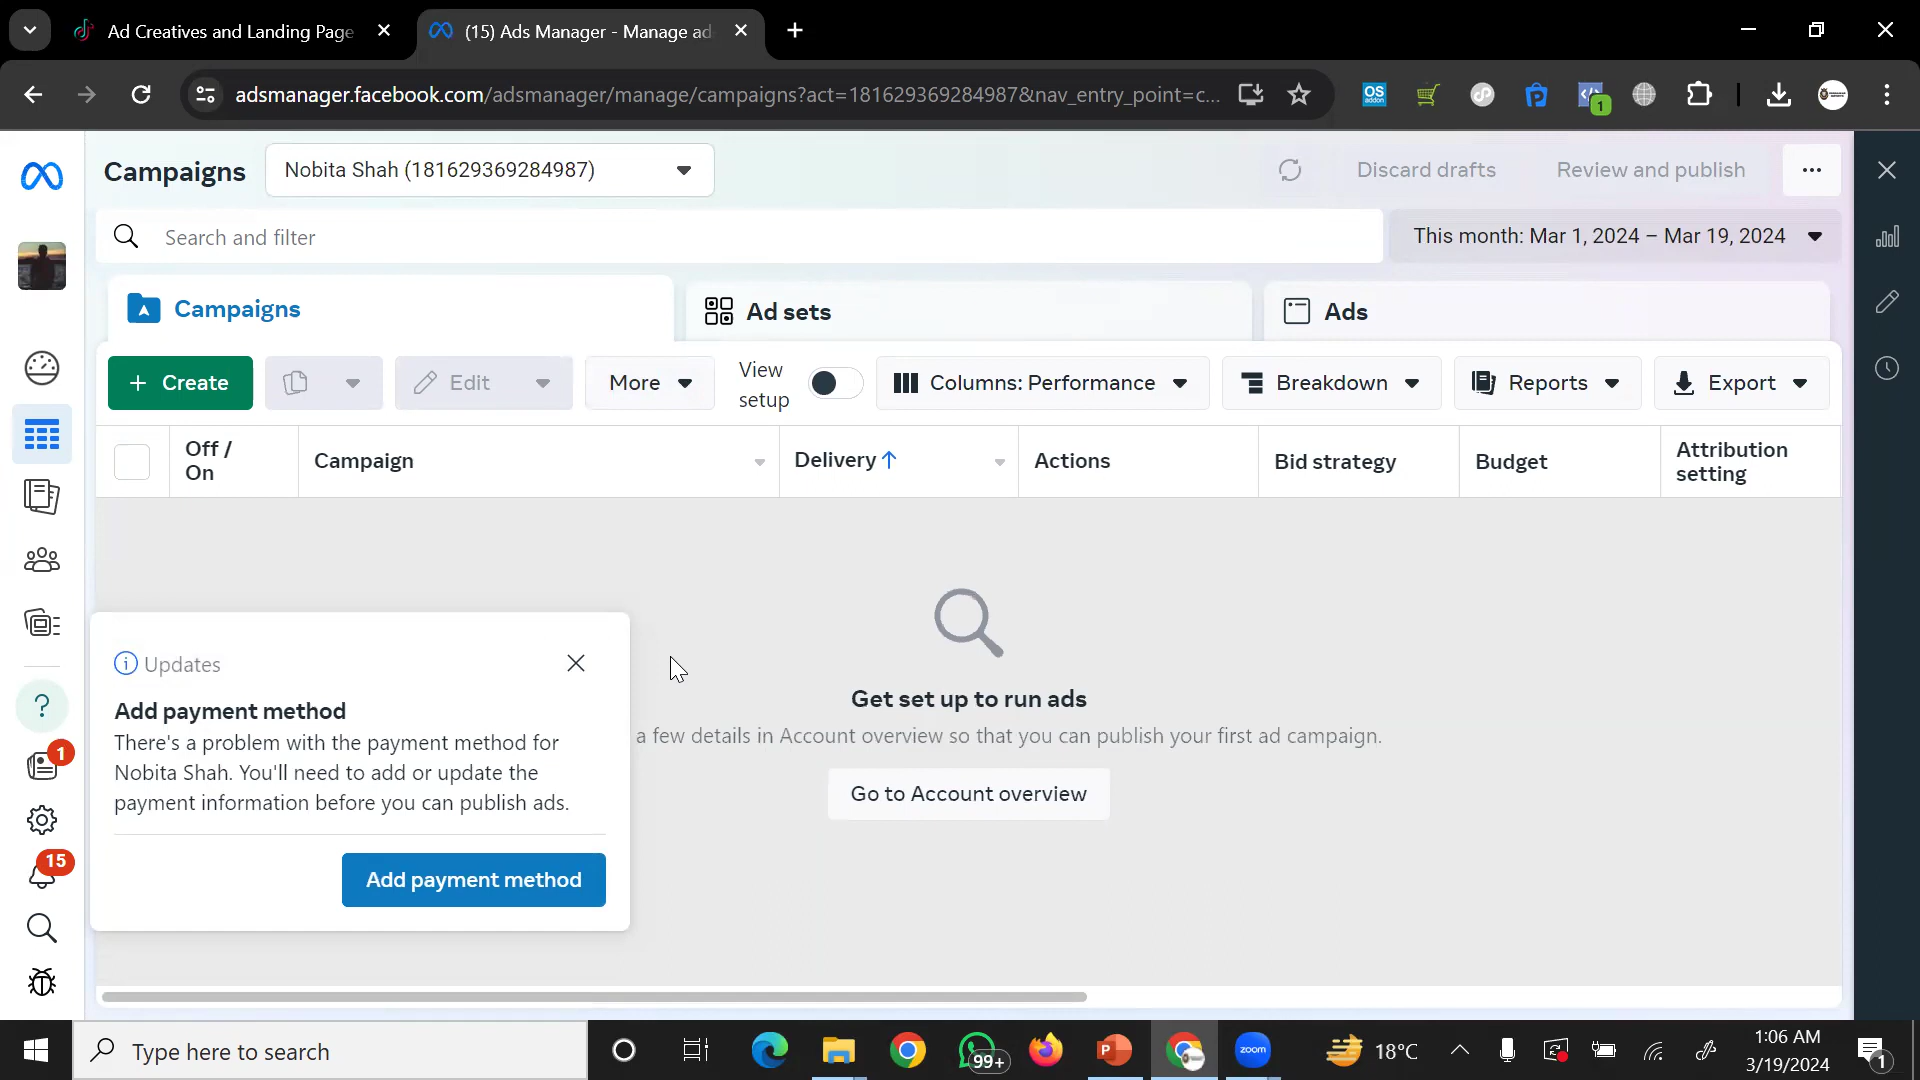 Ad Creatives and Landing Page
(15) Ads Manager - Manage ad
adsmanager.facebook.com/adsmanager/manage/campaigns?act=181629369284987&nav_entry_point=c...
OS
addon
1
Campaigns
Nobita Shah (181629369284987)
Discard drafts
Review and publish
Search and filter
This month: Mar 1, 2024 – Mar 19, 2024
Campaigns
Ad sets
Ads
+ Create
Edit
More
View
setup
Columns: Performance
Breakdown
Reports
Export
Off /
On
Campaign
Delivery ↑
Actions
Bid strategy
Budget
Attribution
setting
Updates
Add payment method
There's a problem with the payment method for
Nobita Shah. You'll need to add or update the
payment information before you can publish ads.
Add payment method
Get set up to run ads
a few details in Account overview so that you can publish your first ad campaign.
Go to Account overview
?
1
15
Type here to search
99+
P
zoom
18°C
1:06 AM
3/19/2024
1